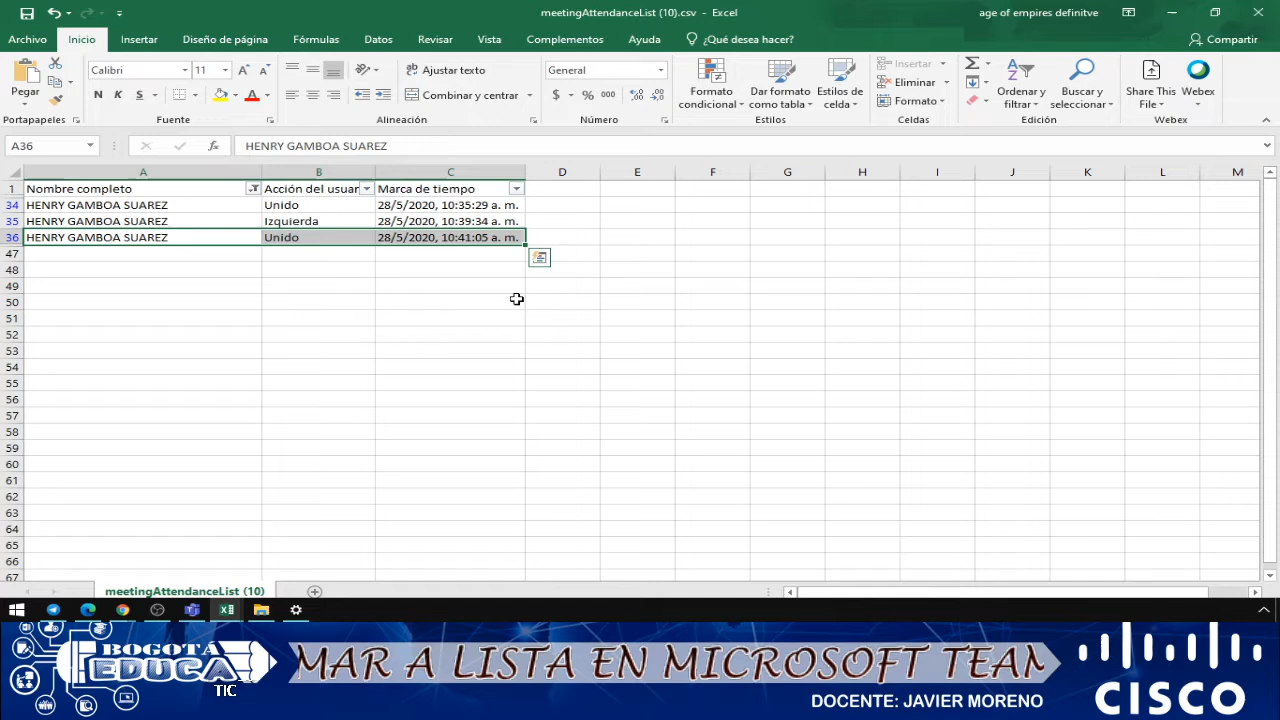 meetingAttendanceList (10).csv - Excel
age of empires definitve
Archivo Inicio Insertar Diseño de página Fórmulas Datos Revisar Vista Complementos Ayuda ¿Qué desea hacer? Compartir
Pegar
Calibri 11
N K S
Ajustar texto
Combinar y centrar
General
$ % 000
Formato condicional
Dar formato como tabla
Estilos de celda
Insertar
Eliminar
Formato
Ordenar y filtrar
Buscar y seleccionar
Share This File
Webex
Portapapeles Fuente Alineación Número Estilos Celdas Edición Webex
A36 fx HENRY GAMBOA SUAREZ
A B C D E F G H I J K L M
1 Nombre completo Acción del usuar Marca de tiempo
34 HENRY GAMBOA SUAREZ Unido 28/5/2020, 10:35:29 a. m.
35 HENRY GAMBOA SUAREZ Izquierda 28/5/2020, 10:39:34 a. m.
36 HENRY GAMBOA SUAREZ Unido 28/5/2020, 10:41:05 a. m.
47
48
49
50
51
52
53
54
55
56
57
58
59
60
61
62
63
64
65
66
67
meetingAttendanceList (10)
BOGOTA
EDUCA
TIC
MAR A LISTA EN MICROSOFT TEAM
DOCENTE: JAVIER MORENO
CISCO